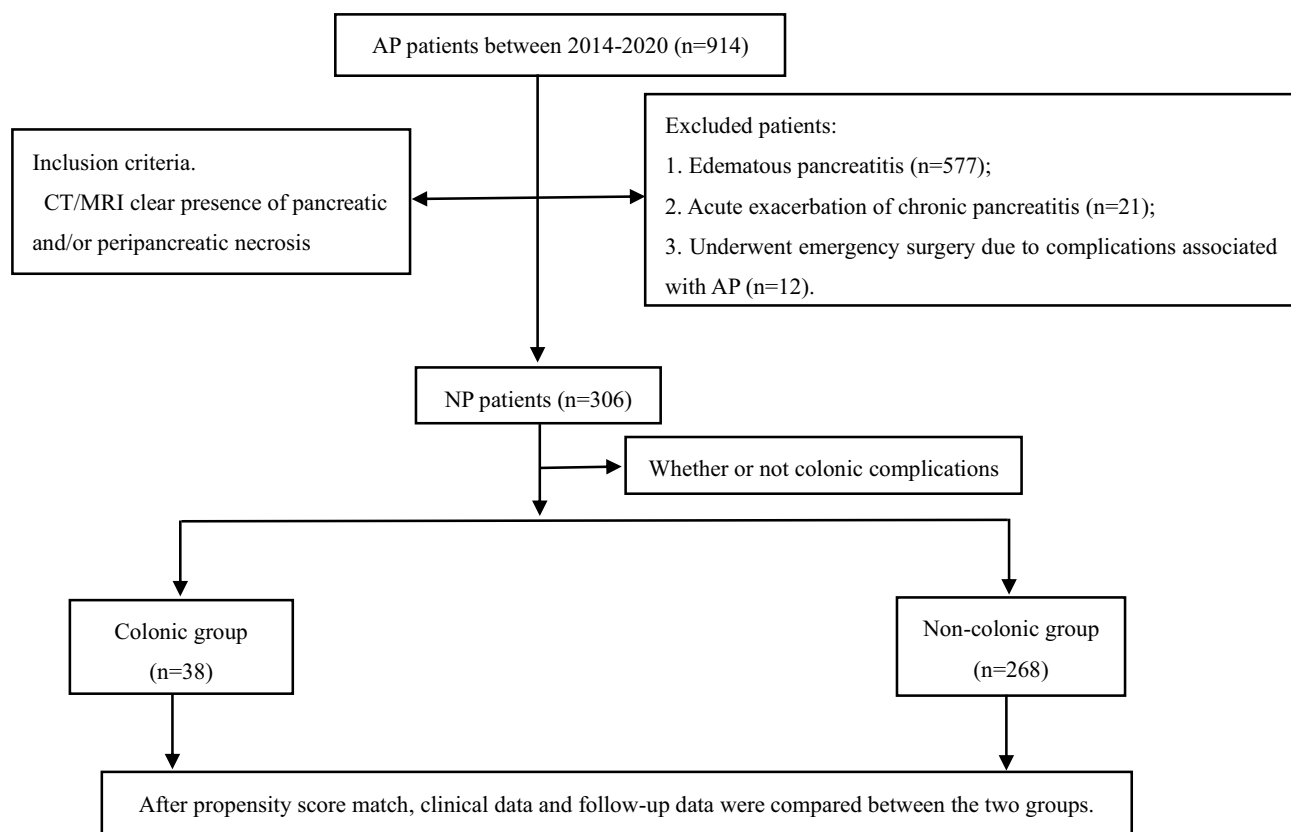 AP patients between 2014-2020 (n=914)
Inclusion criteria.
CT/MRI clear presence of pancreatic
and/or peripancreatic necrosis
Excluded patients:
1. Edematous pancreatitis (n=577);
2. Acute exacerbation of chronic pancreatitis (n=21);
3. Underwent emergency surgery due to complications associated
with AP (n=12).
NP patients (n=306)
Whether or not colonic complications
Colonic group
(n=38)
Non-colonic group
(n=268)
After propensity score match, clinical data and follow-up data were compared between the two groups.